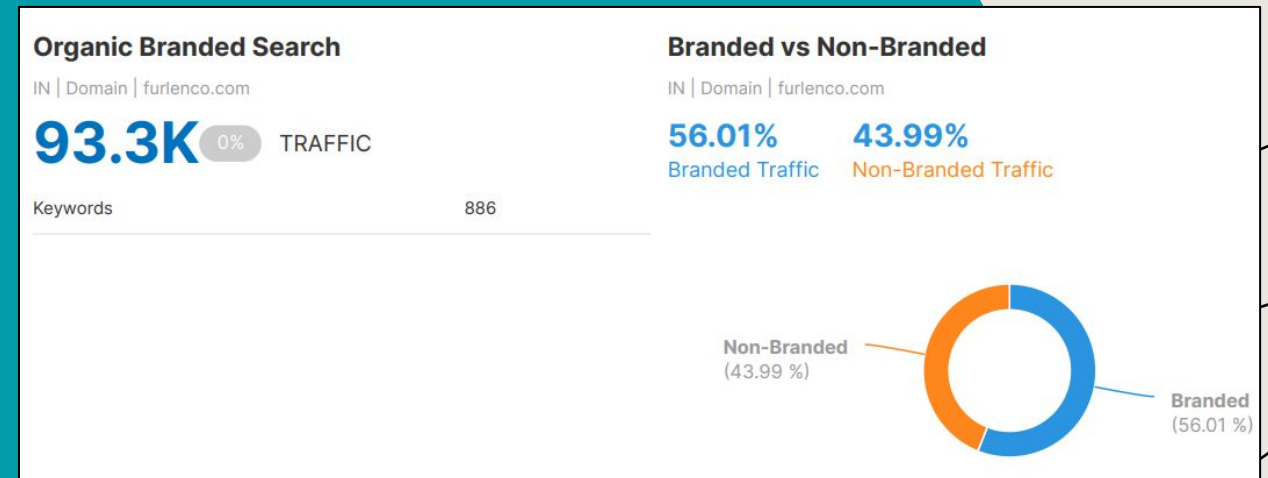 Organic Branded Search
IN | Domain | furlenco.com
93.3K 0% TRAFFIC
Keywords 886
Branded vs Non-Branded
IN | Domain | furlenco.com
56.01% 43.99%
Branded Traffic Non-Branded Traffic
Non-Branded
(43.99 %)
Branded
(56.01 %)